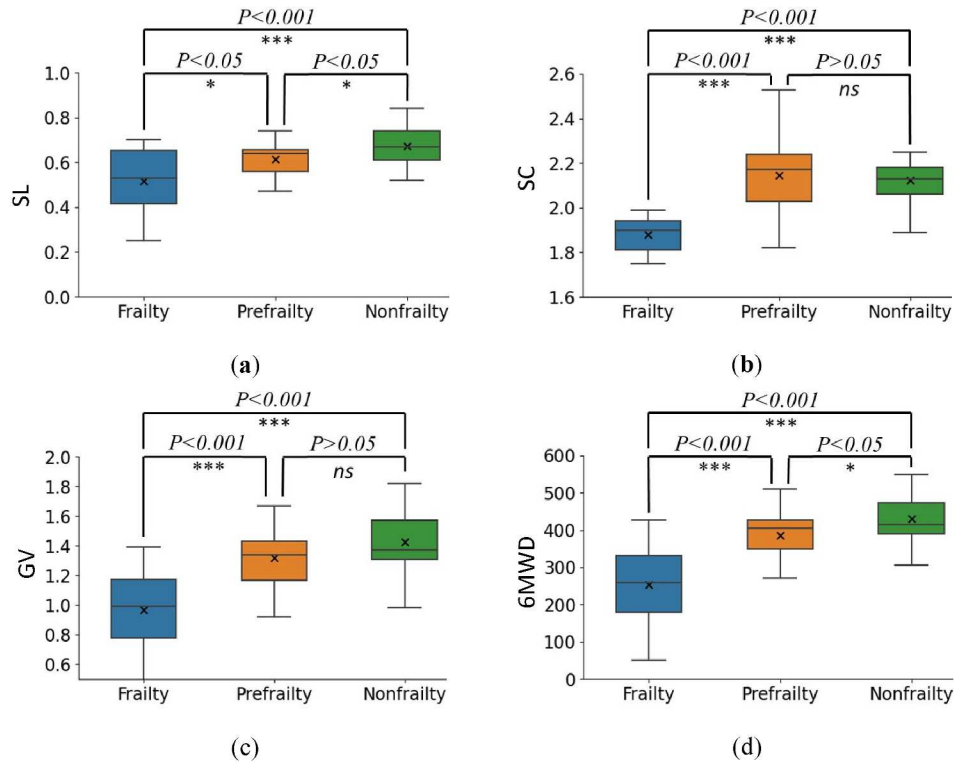 P<0.001
***
P<0.05
*
P<0.05
*
SL
1.0
0.8
0.6
0.4
0.2
0.0
Frailty Prefrailty Nonfrailty
(a)
P<0.001
***
P<0.001
***
P>0.05
ns
SC
2.6
2.4
2.2
2.0
1.8
1.6
Frailty Prefrailty Nonfrailty
(b)
P<0.001
***
P<0.001
***
P>0.05
ns
GV
2.0
1.8
1.6
1.4
1.2
1.0
0.8
0.6
Frailty Prefrailty Nonfrailty
(c)
P<0.001
***
P<0.001
***
P<0.05
*
6MWD
600
500
400
300
200
100
0
Frailty Prefrailty Nonfrailty
(d)